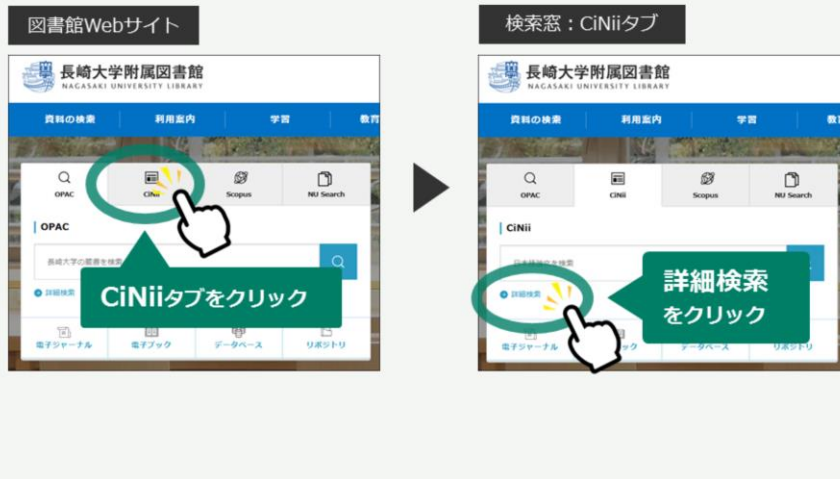 図書館Webサイト
長崎大学附属図書館
NAGASAKI UNIVERSITY LIBRARY
資料の検索 利用案内 学習 教育
OPAC CiNii Scopus NU Search
OPAC
長崎大学の蔵書を検索
詳細検索
CiNiiタブをクリック
電子ジャーナル 電子ブック データベース リポジトリ
検索窓：CiNiiタブ
長崎大学附属図書館
NAGASAKI UNIVERSITY LIBRARY
資料の検索 利用案内 学習
OPAC CiNii Scopus NU Search
CiNii
詳細検索
詳細検索
をクリック
電子ジャーナル データベース リポジトリ